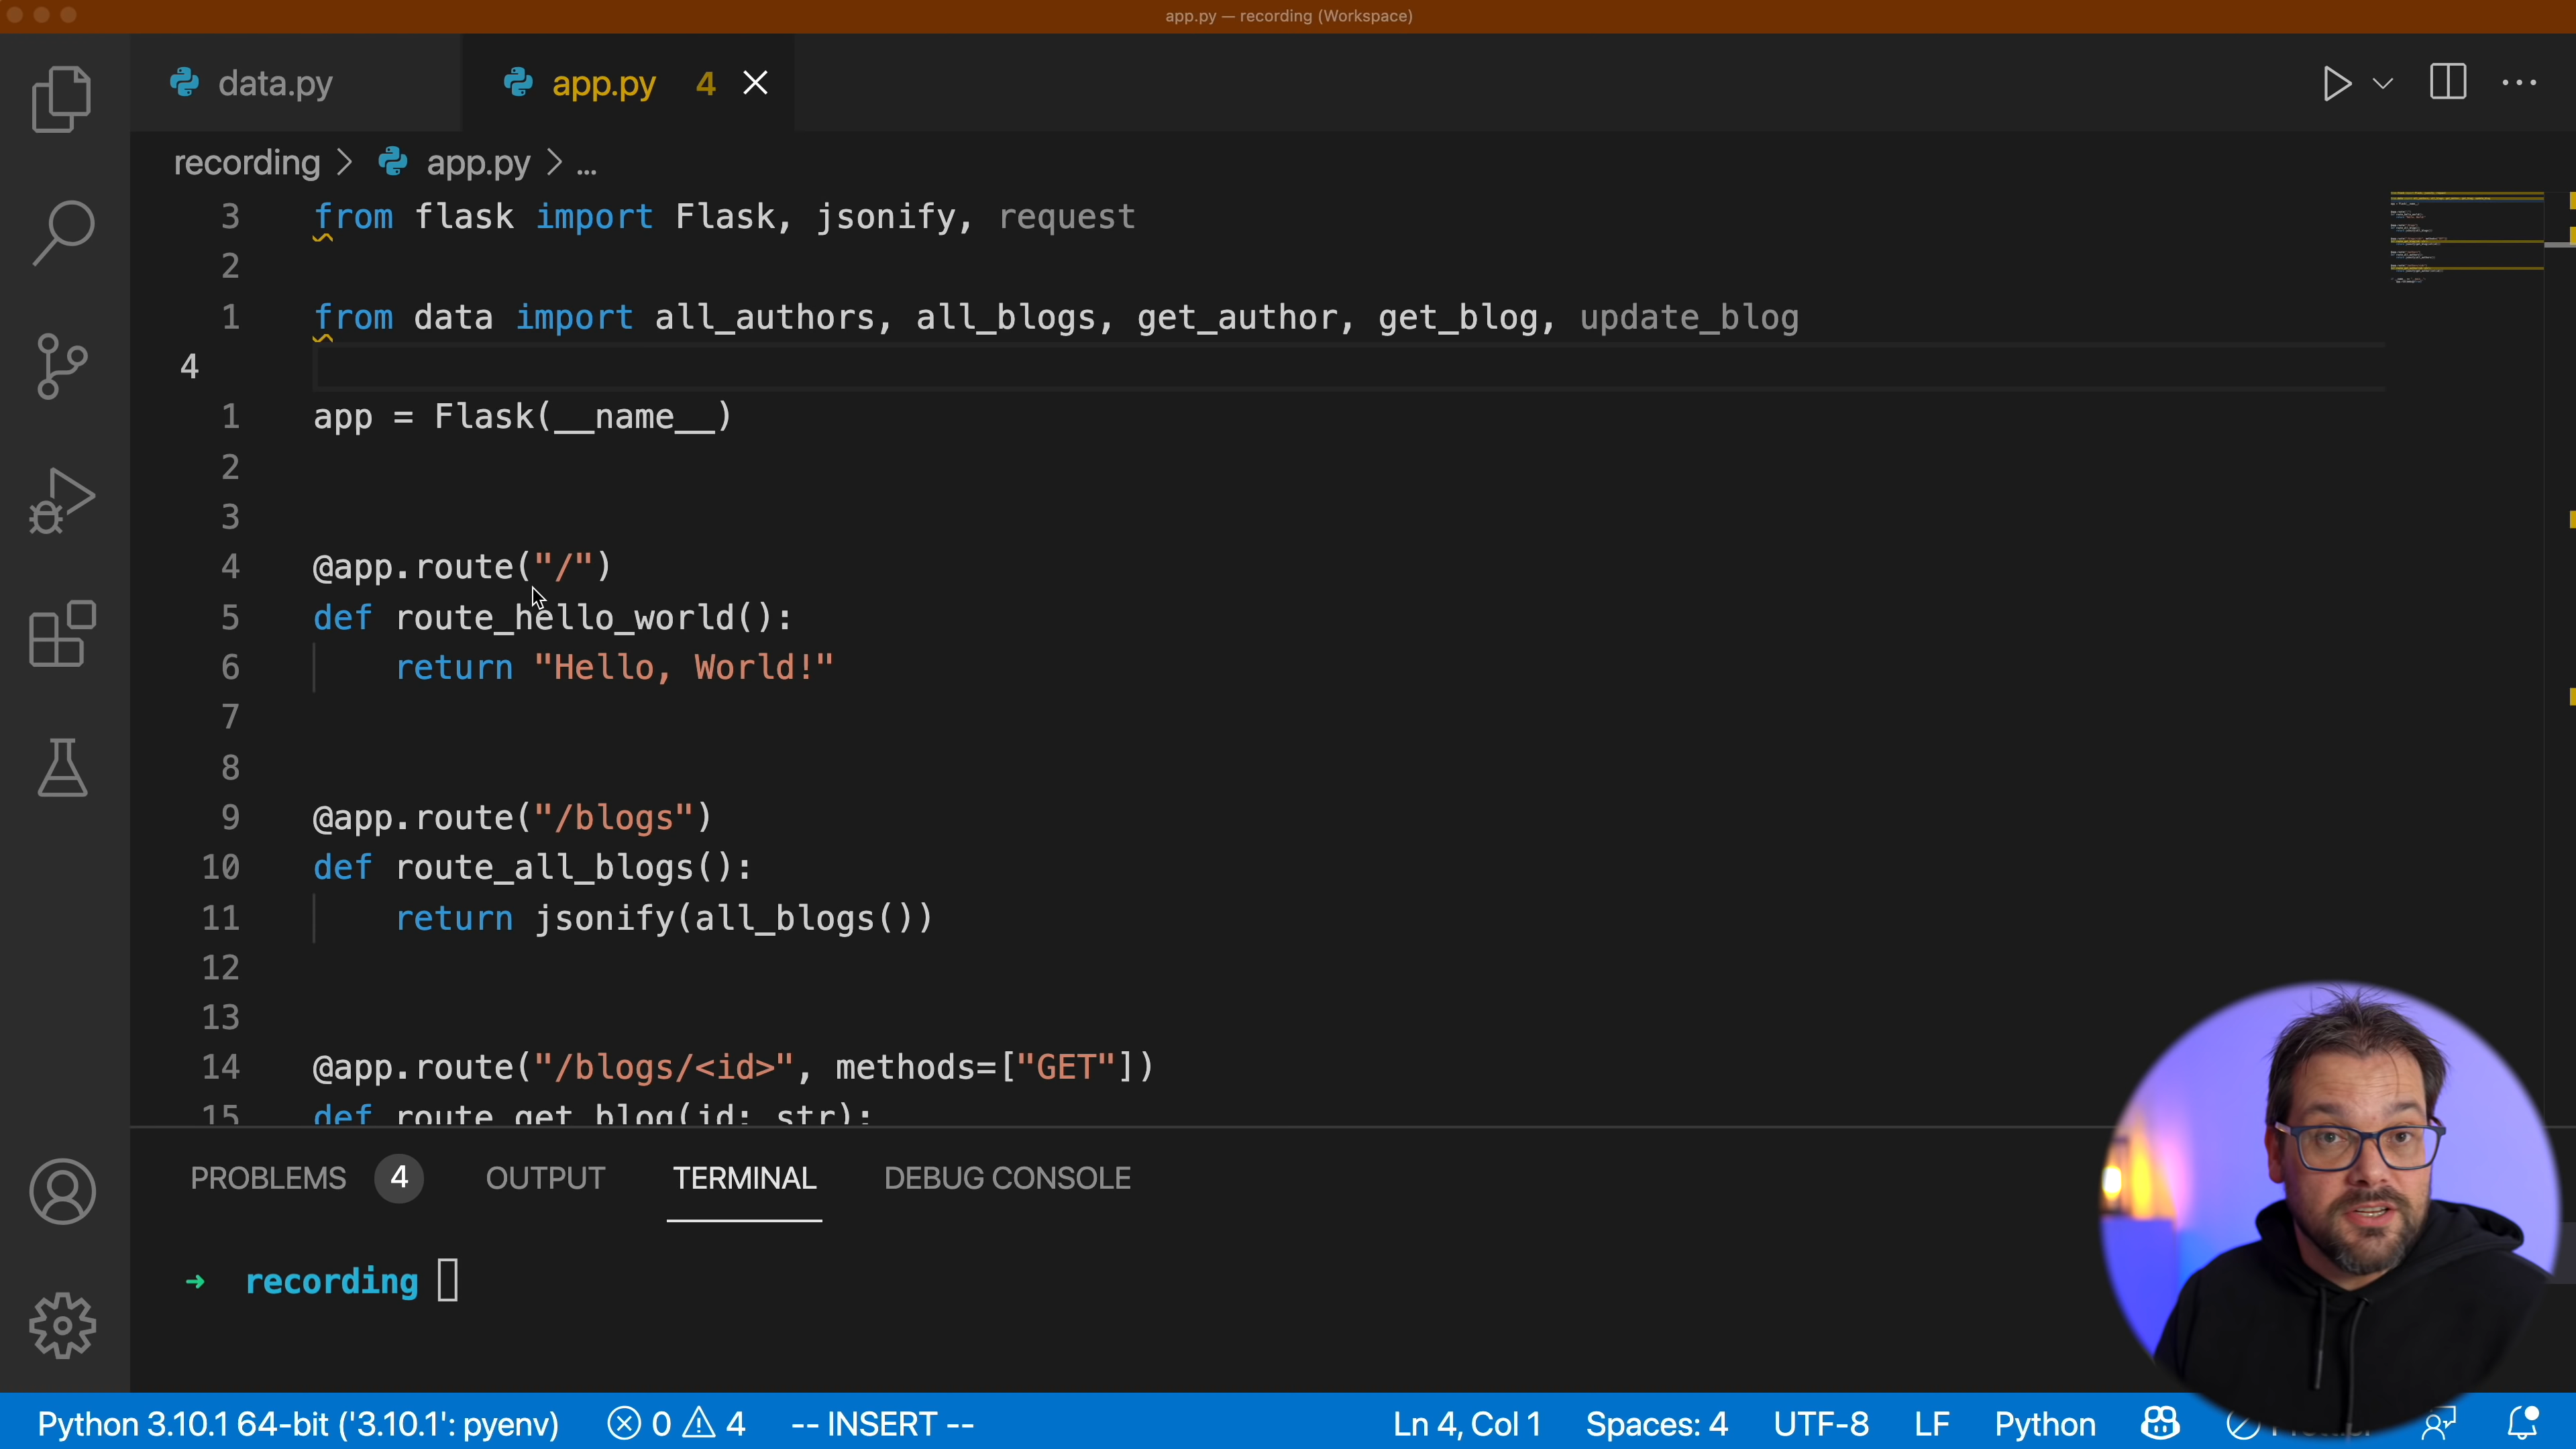 app.py — recording (Workspace)
data.py
app.py 4
recording > app.py > ...
3 from flask import Flask, jsonify, request
2
1 from data import all_authors, all_blogs, get_author, get_blog, update_blog
4
1 app = Flask(__name__)
2
3
4 @app.route("/")
5 def route_hello_world():
6 return "Hello, World!"
7
8
9 @app.route("/blogs")
10 def route_all_blogs():
11 return jsonify(all_blogs())
12
13
14 @app.route("/blogs/<id>", methods=["GET"])
15 def route_get_blog(id: str):
PROBLEMS 4 OUTPUT TERMINAL DEBUG CONSOLE
➜ recording
Python 3.10.1 64-bit ('3.10.1': pyenv) 0 4 -- INSERT -- Ln 4, Col 1 Spaces: 4 UTF-8 LF Python